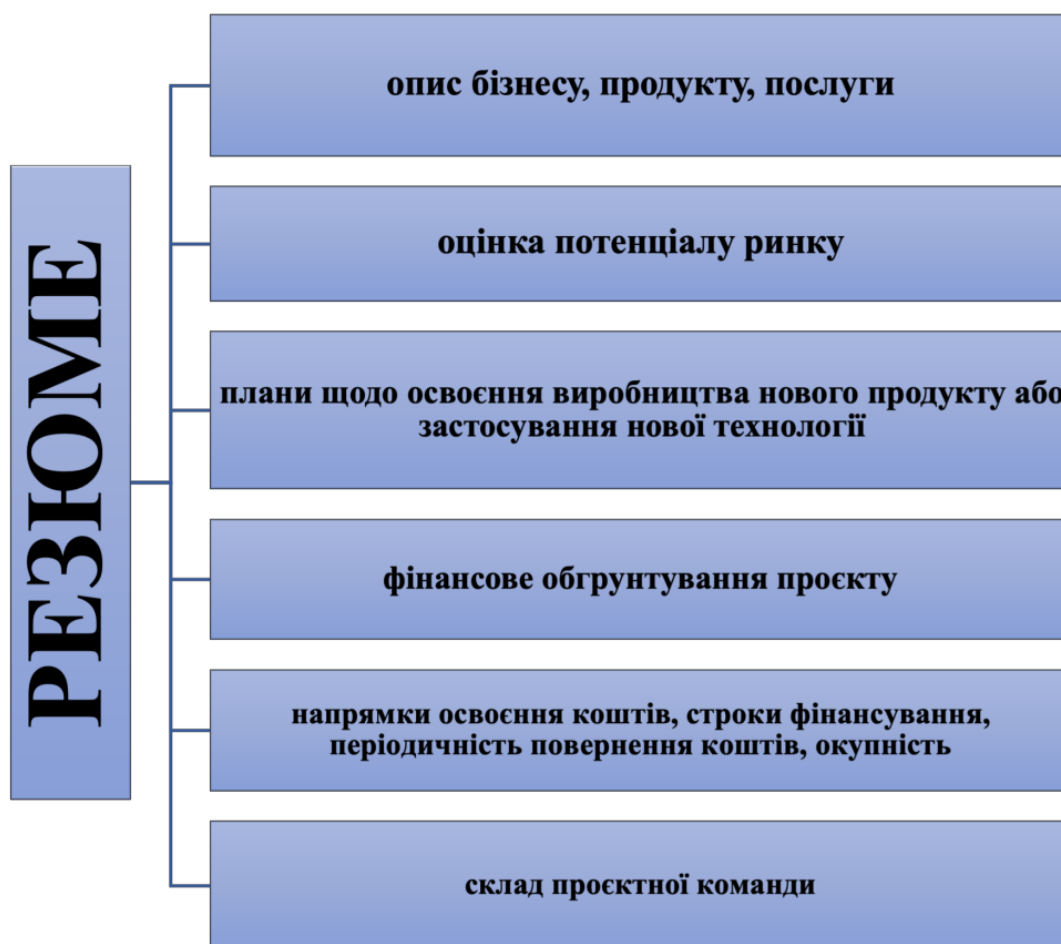 РЕЗЮМЕ
опис бізнесу, продукту, послуги
оцінка потенціалу ринку
плани щодо освоєння виробництва нового продукту або
застосування нової технології
фінансове обгрунтування проєкту
напрямки освоєння коштів, строки фінансування,
періодичність повернення коштів, окупність
склад проєктної команди